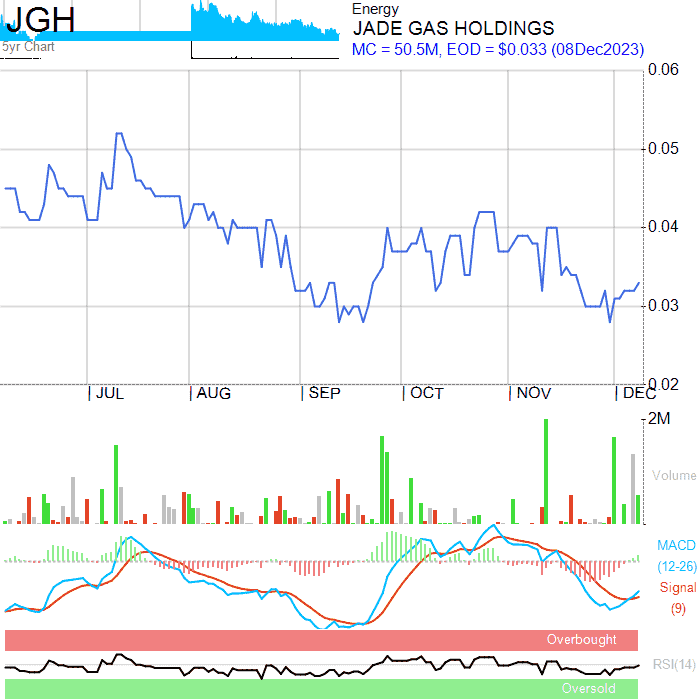 JGH
5yr Chart
Energy
JADE GAS HOLDINGS
MC = 50.5M, EOD = $0.033 (08Dec2023)
0.06
0.05
0.04
0.03
0.02
JUL AUG SEP OCT NOV DEC
2M
Volume
MACD
(12-26)
Signal
(9)
Overbought
RSI(14)
Oversold